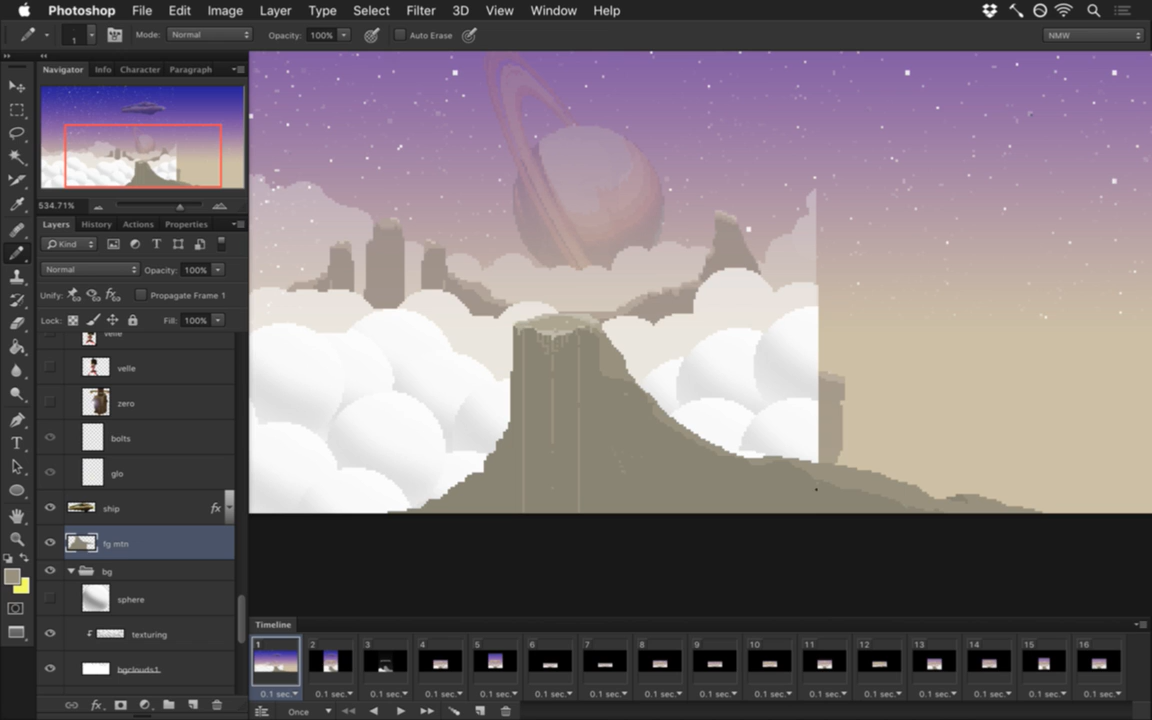 Photoshop File Edit Image Layer Type Select Filter 3D View Window Help
1 Mode: Normal Opacity: 100% Auto Erase NMW
Navigator Info Character Paragraph
534.71%
Layers History Actions Properties
Kind
Normal Opacity: 100%
Unify: Propagate Frame 1
Lock: Fill: 100%
velle
velle
zero
bolts
glo
ship fx
fg mtn
bg
sphere
texturing
bgclouds1
fx
Timeline
1 2 3 4 5 6 7 8 9 10 11 12 13 14 15 16
0.1 sec. 0.1 sec. 0.1 sec. 0.1 sec. 0.1 sec. 0.1 sec. 0.1 sec. 0.1 sec. 0.1 sec. 0.1 sec. 0.1 sec. 0.1 sec. 0.1 sec. 0.1 sec. 0.1 sec. 0.1 sec.
Once